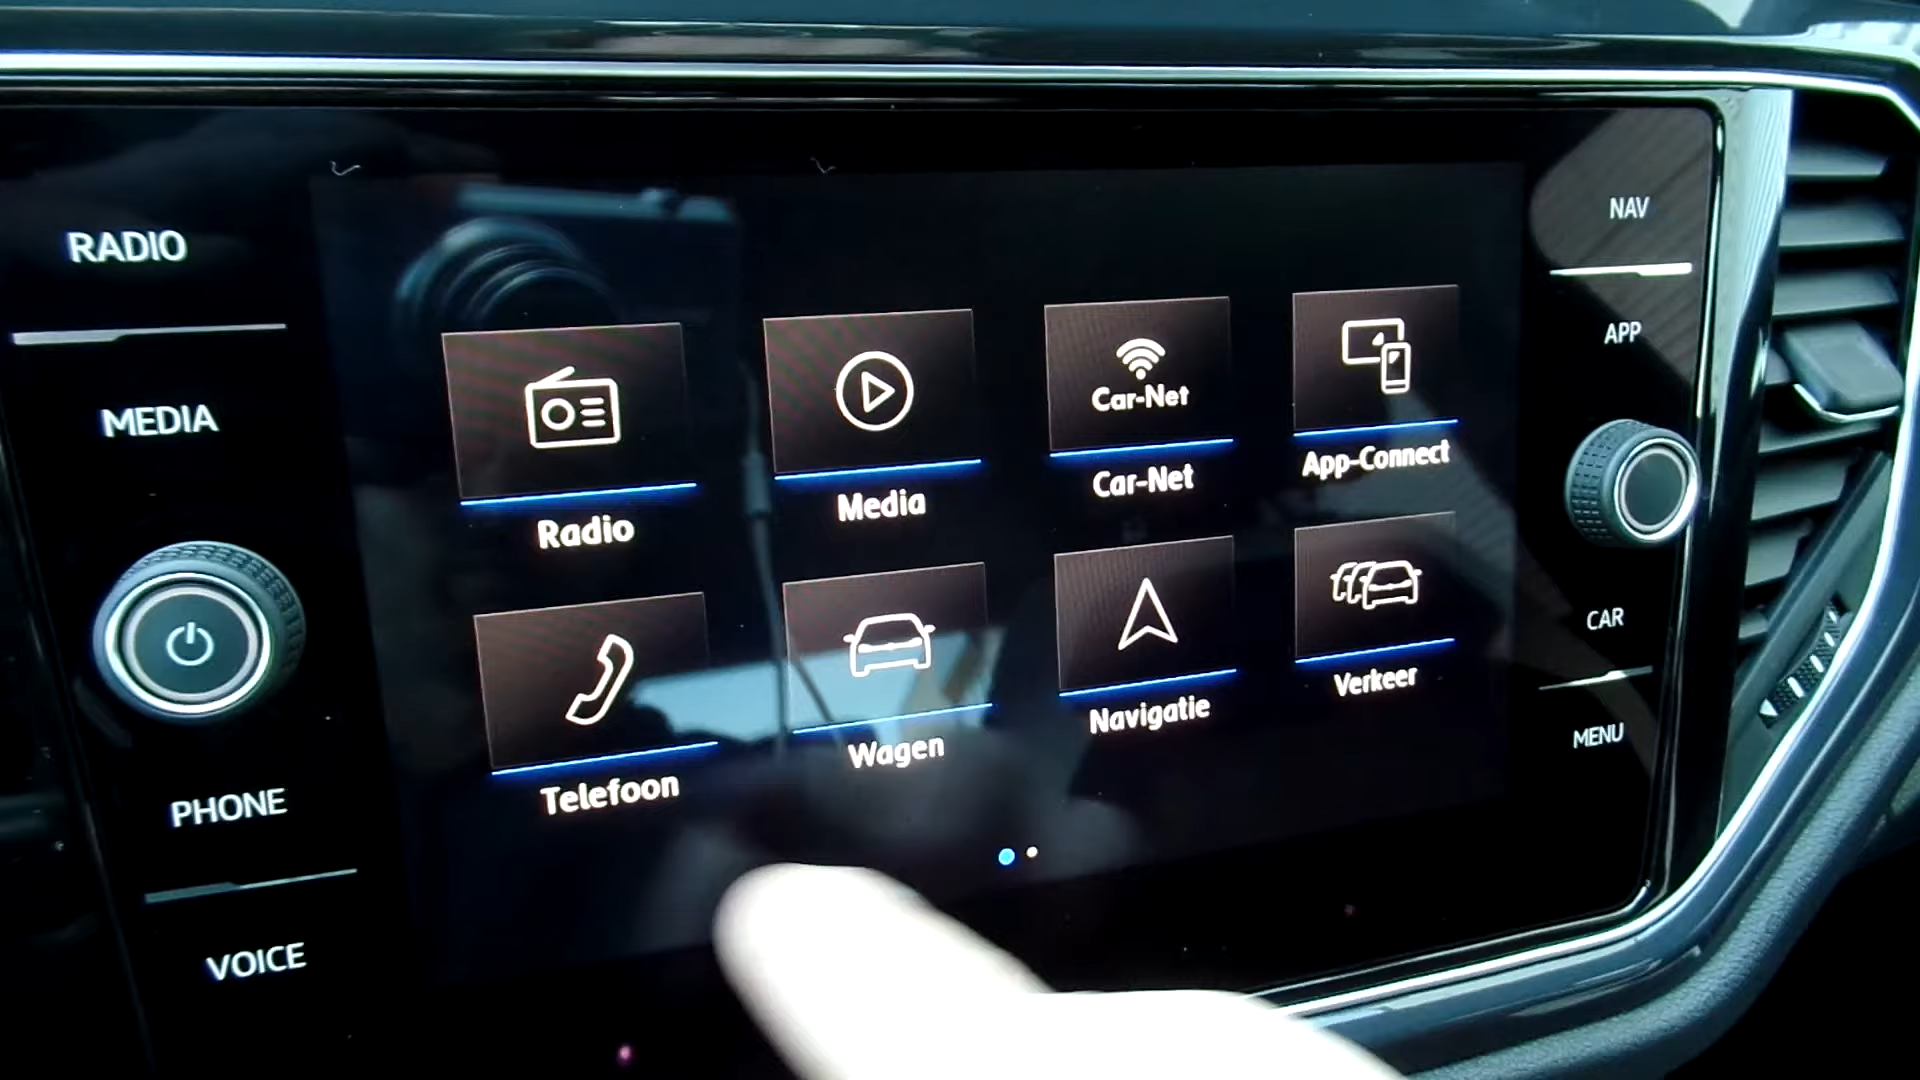 RADIO
MEDIA
PHONE
VOICE
Radio
Media
Car-Net
Car-Net
App-Connect
Telefoon
Wagen
Navigatie
Verkeer
NAV
APP
CAR
MENU